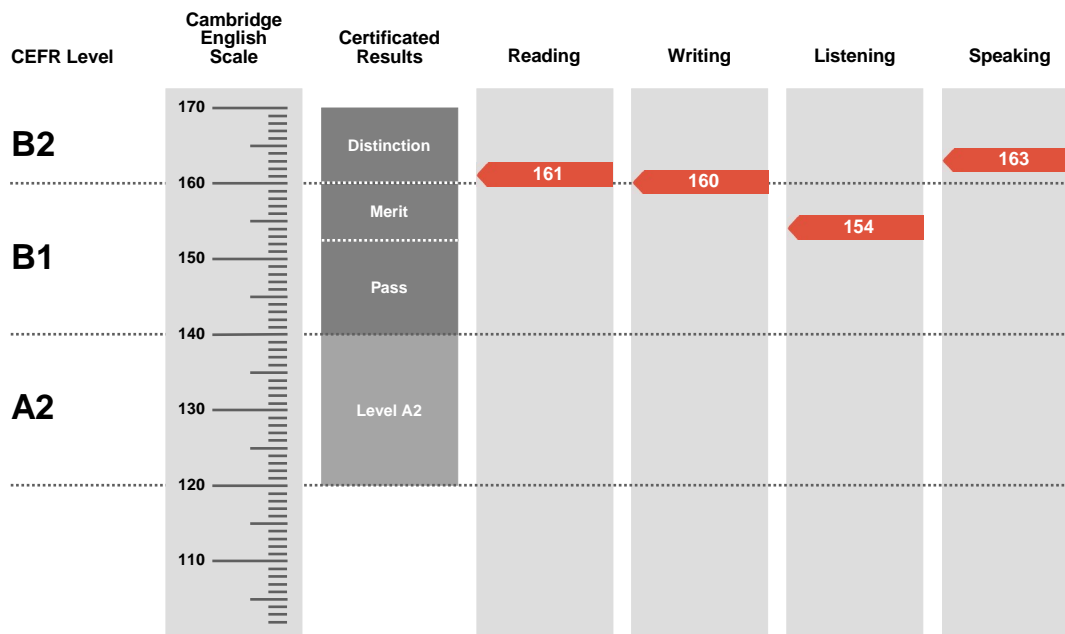 CEFR Level
Cambridge
English
Scale
Certificated
Results
Reading
Writing
Listening
Speaking
170
B2
Distinction
161
160
163
160
Merit
154
B1
150
Pass
140
A2
130
Level A2
120
110